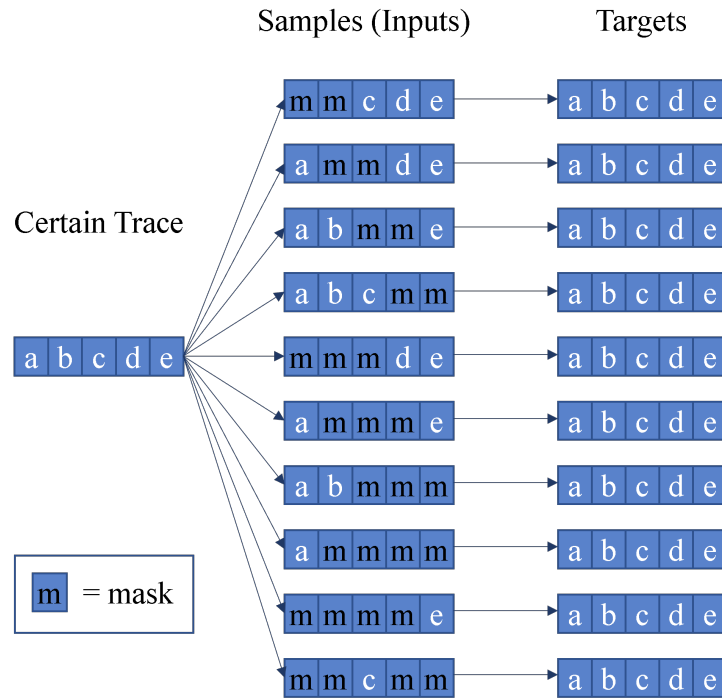 Samples (Inputs) Targets
m m c d e a b c d e
a m m d e a b c d e
Certain Trace
a b m m e a b c d e
a b c m m a b c d e
a b c d e m m m d e a b c d e
a m m m e a b c d e
a b m m m a b c d e
a m m m m a b c d e
m = mask
m m m m e a b c d e
m m c m m a b c d e